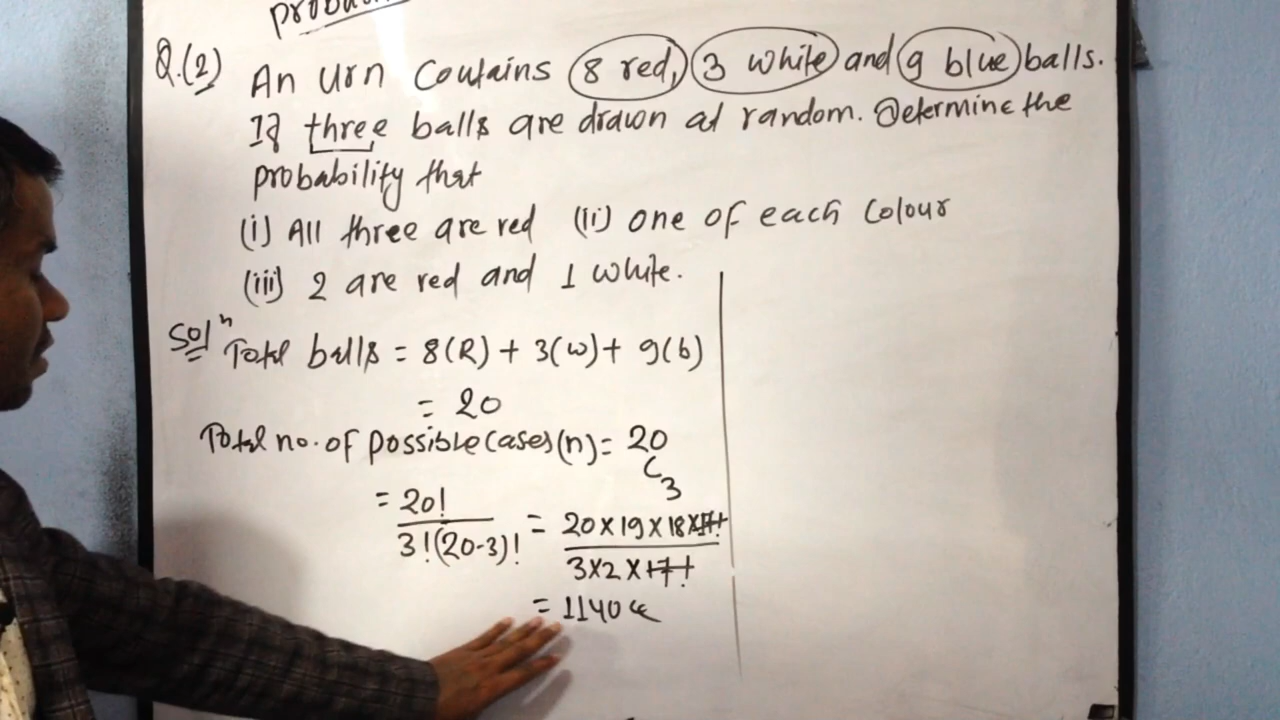 Q.(2) An urn contains 8 red, 3 white and 9 blue balls.
If three balls are drawn at random. Determine the
probability that
(i) All three are red (ii) one of each colour
(iii) 2 are red and 1 white.
Solⁿ Total balls = 8(R) + 3(w) + 9(b)
= 20
Total no. of possible cases (n) = 20
C
3
= 20! / 3!(20-3)! = 20×19×18×17! / 3×2×17!
= 1140